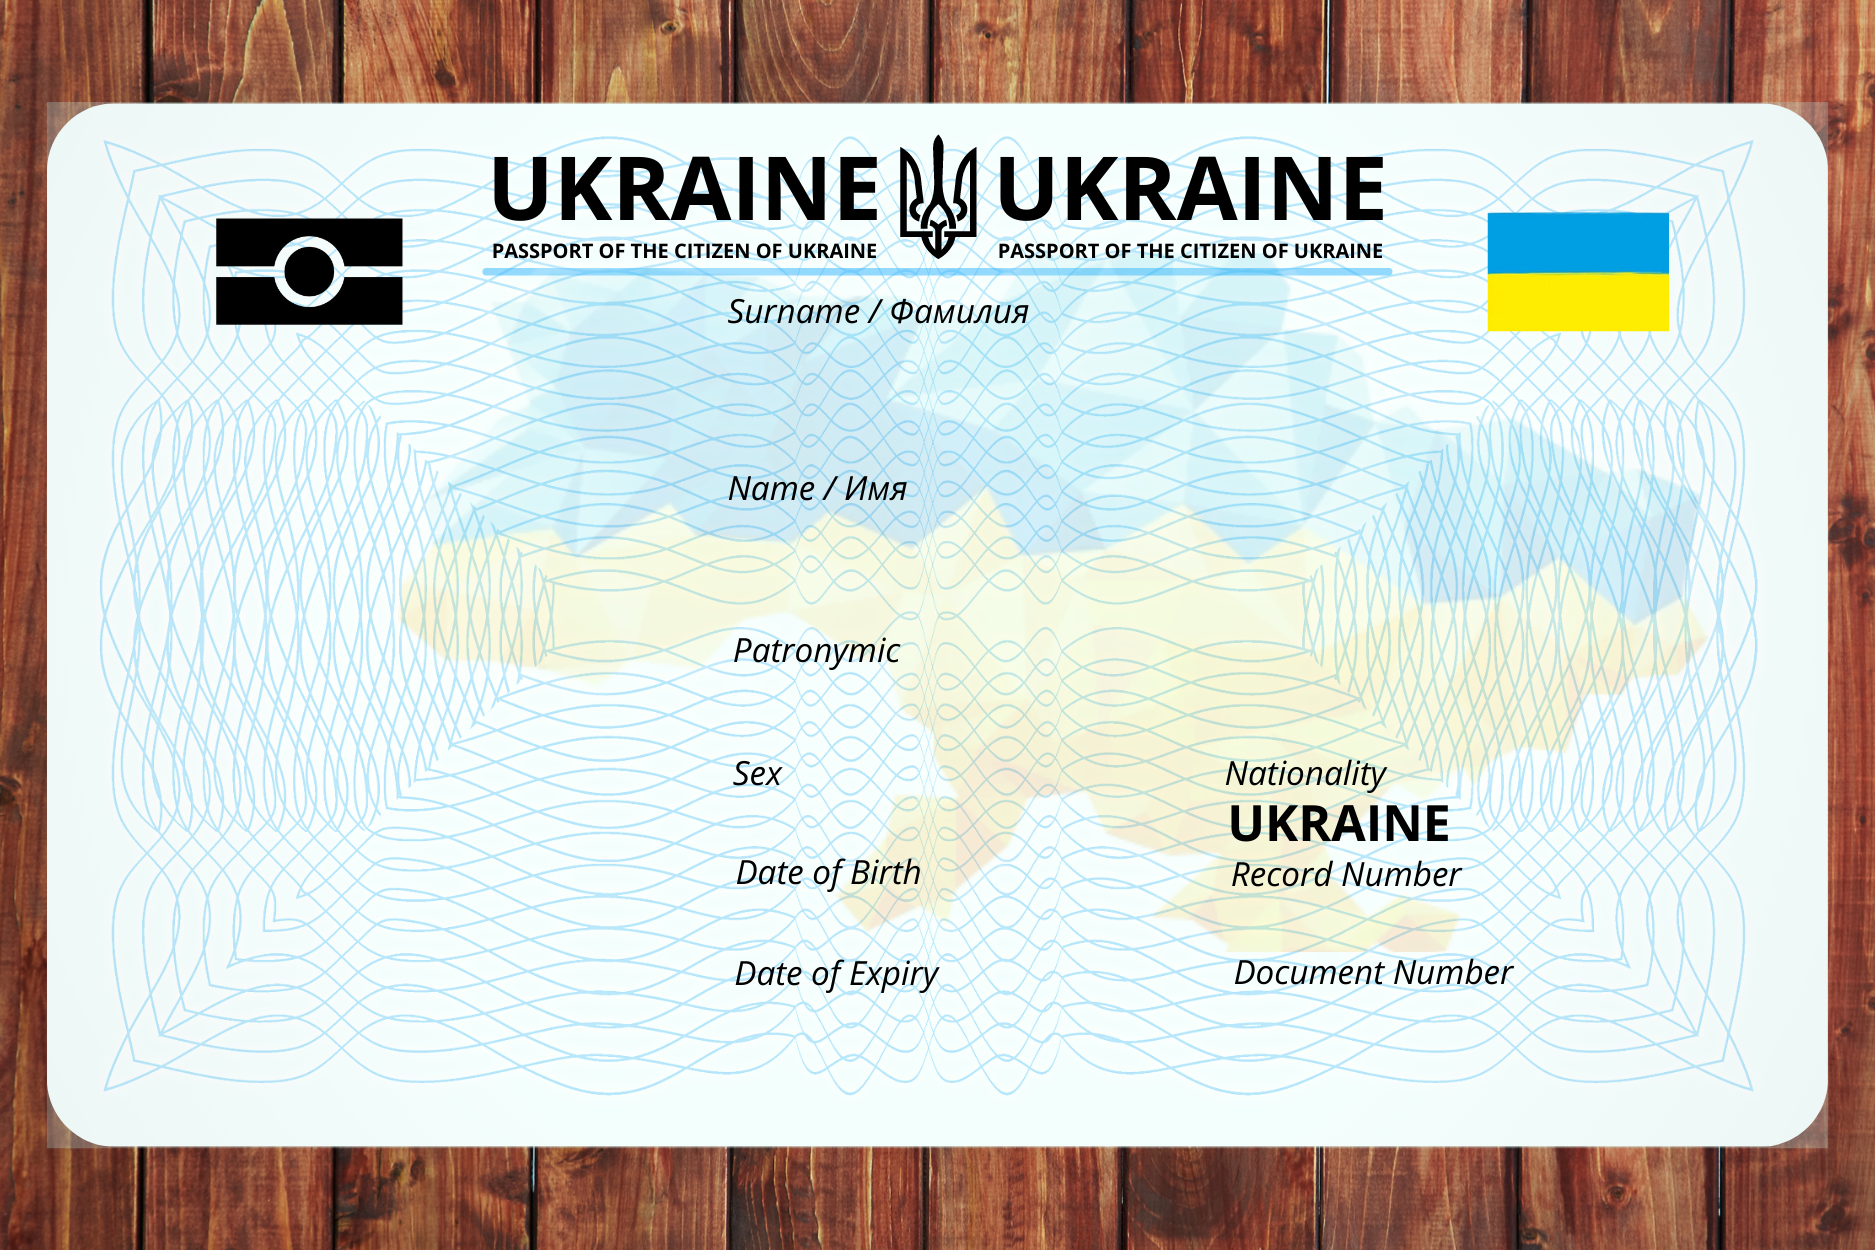 UKRAINE UKRAINE
PASSPORT OF THE CITIZEN OF UKRAINE PASSPORT OF THE CITIZEN OF UKRAINE
Surname / Фамилия
Name / Имя
Patronymic
Sex Nationality
UKRAINE
Date of Birth Record Number
Date of Expiry Document Number